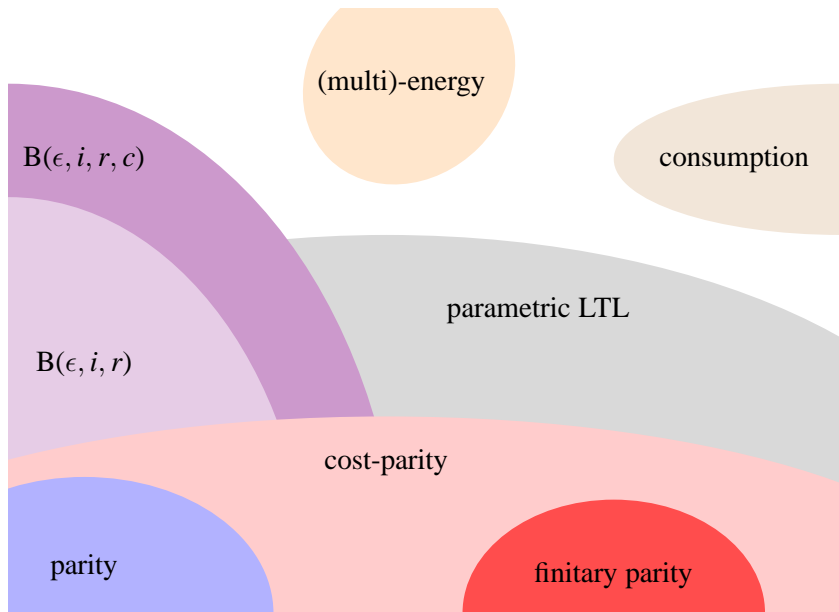 (multi)-energy
B(ϵ, i, r, c)
consumption
parametric LTL
B(ϵ, i, r)
cost-parity
parity
finitary parity